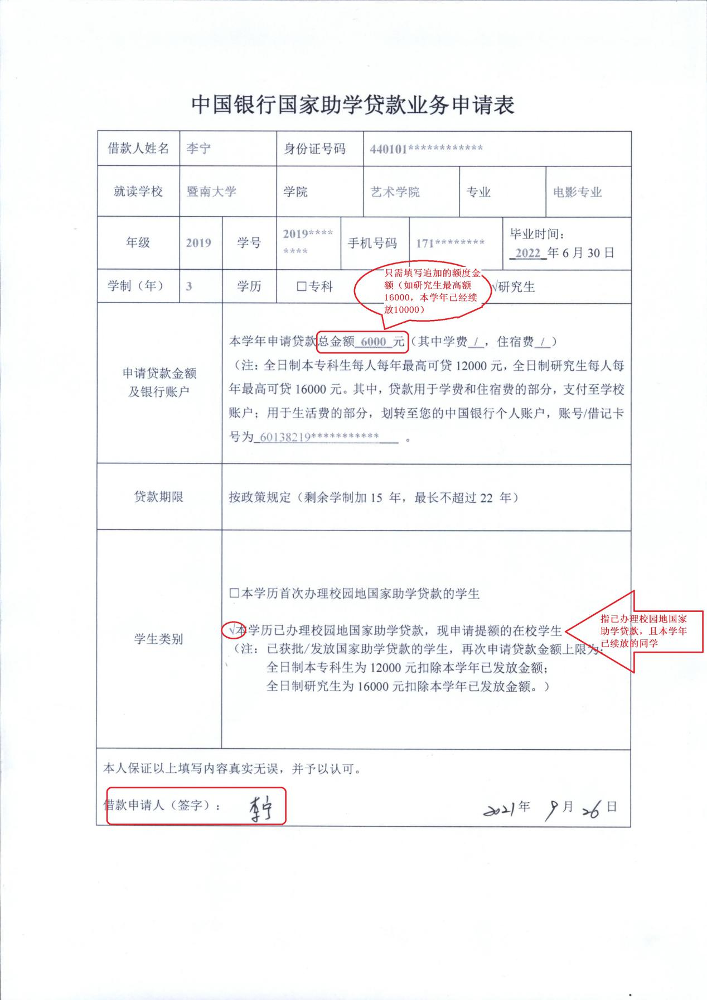 中国银行国家助学贷款业务申请表
借款人姓名 李宁 身份证号码 440101************
就读学校 暨南大学 学院 艺术学院 专业 电影专业
年级 2019 学号 2019**** **** 手机号码 171******** 毕业时间: 2022 年 6 月 30 日
学制（年） 3 学历 □专科 √研究生
只需填写追加的额度金
额（如研究生最高额
16000，本学年已经续
放10000）
申请贷款金额
及银行账户
本学年申请贷款总金额 6000 元（其中学费 / ，住宿费 / ）
（注：全日制本专科生每人每年最高可贷 12000 元，全日制研究生每人每
年最高可贷 16000 元。其中，贷款用于学费和住宿费的部分，支付至学校
账户；用于生活费的部分，划转至您的中国银行个人账户，账号/借记卡
号为 60138219*********** 。
贷款期限 按政策规定（剩余学制加 15 年，最长不超过 22 年）
学生类别
□本学历首次办理校园地国家助学贷款的学生
√本学历已办理校园地国家助学贷款，现申请提额的在校学生
（注：已获批/发放国家助学贷款的学生，再次申请贷款金额上限为：
全日制本专科生为 12000 元扣除本学年已发放金额；
全日制研究生为 16000 元扣除本学年已发放金额。）
指已办理校园地国家
助学贷款，且本学年
已续放的同学
本人保证以上填写内容真实无误，并予以认可。
借款申请人（签字）： 李宁 2021年 9月 26日